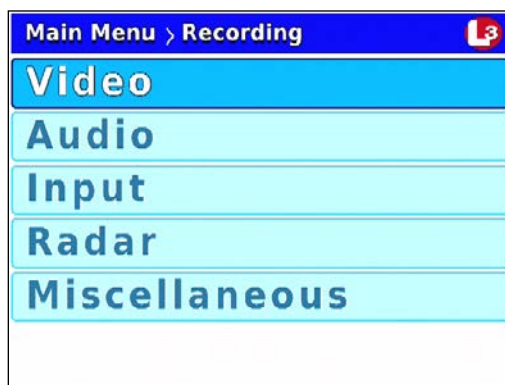 Main Menu > Recording L3
Video
Audio
Input
Radar
Miscellaneous